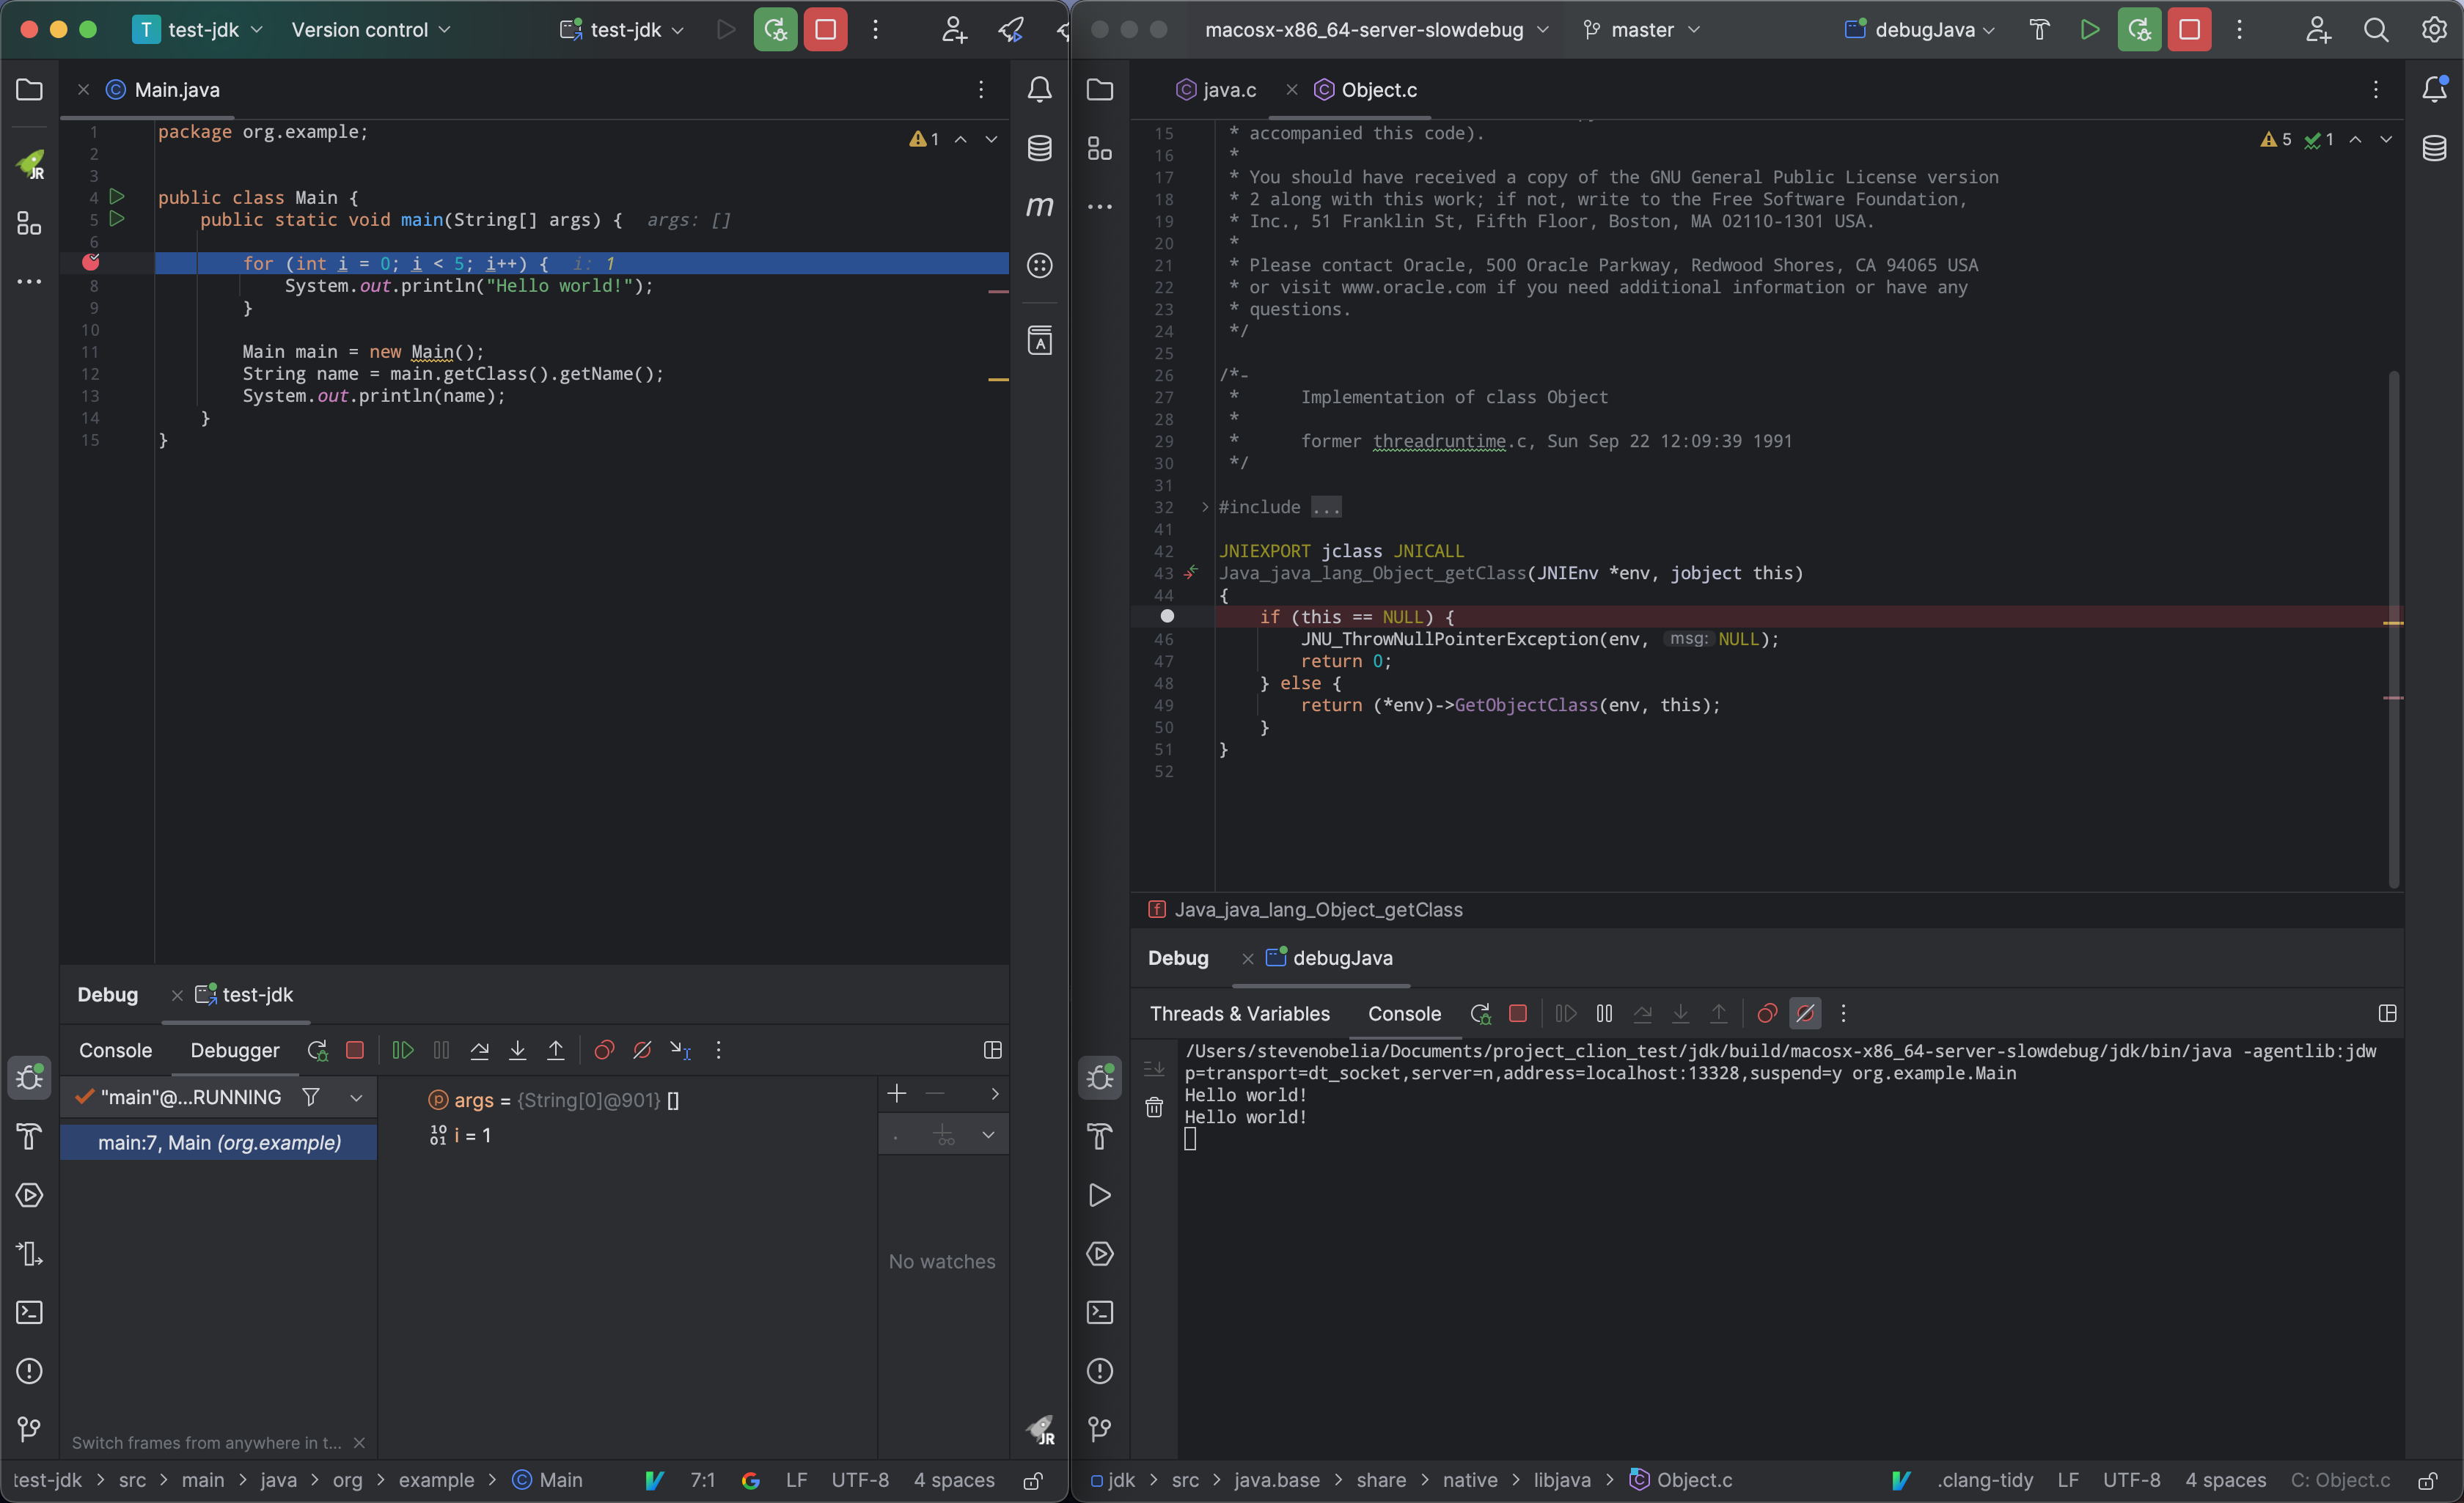 T test-jdk Version control test-jdk
Main.java
1 package org.example;
2
3
4 public class Main {
5 public static void main(String[] args) { args: []
6
for (int i = 0; i < 5; i++) { i: 1
8 System.out.println("Hello world!");
9 }
10
11 Main main = new Main();
12 String name = main.getClass().getName();
13 System.out.println(name);
14 }
15 }
1
m
A
JR
Debug test-jdk
Console Debugger
"main"@...RUNNING
main:7, Main (org.example)
args = {String[0]@901} []
i = 1
No watches
Switch frames from anywhere in t...
JR
test-jdk > src > main > java > org > example > Main 7:1 LF UTF-8 4 spaces
macosx-x86_64-server-slowdebug master debugJava
java.c Object.c
5 1
15 * accompanied this code).
16 *
17 * You should have received a copy of the GNU General Public License version
18 * 2 along with this work; if not, write to the Free Software Foundation,
19 * Inc., 51 Franklin St, Fifth Floor, Boston, MA 02110-1301 USA.
20 *
21 * Please contact Oracle, 500 Oracle Parkway, Redwood Shores, CA 94065 USA
22 * or visit www.oracle.com if you need additional information or have any
23 * questions.
24 */
25
26 /*-
27 * Implementation of class Object
28 *
29 * former threadruntime.c, Sun Sep 22 12:09:39 1991
30 */
31
32 #include ...
41
42 JNIEXPORT jclass JNICALL
43 Java_java_lang_Object_getClass(JNIEnv *env, jobject this)
44 {
if (this == NULL) {
46 JNU_ThrowNullPointerException(env, msg: NULL);
47 return 0;
48 } else {
49 return (*env)->GetObjectClass(env, this);
50 }
51 }
52
f Java_java_lang_Object_getClass
Debug debugJava
Threads & Variables Console
/Users/stevenobelia/Documents/project_clion_test/jdk/build/macosx-x86_64-server-slowdebug/jdk/bin/java -agentlib:jdw
p=transport=dt_socket,server=n,address=localhost:13328,suspend=y org.example.Main
Hello world!
Hello world!
jdk > src > java.base > share > native > libjava > Object.c .clang-tidy LF UTF-8 4 spaces C: Object.c